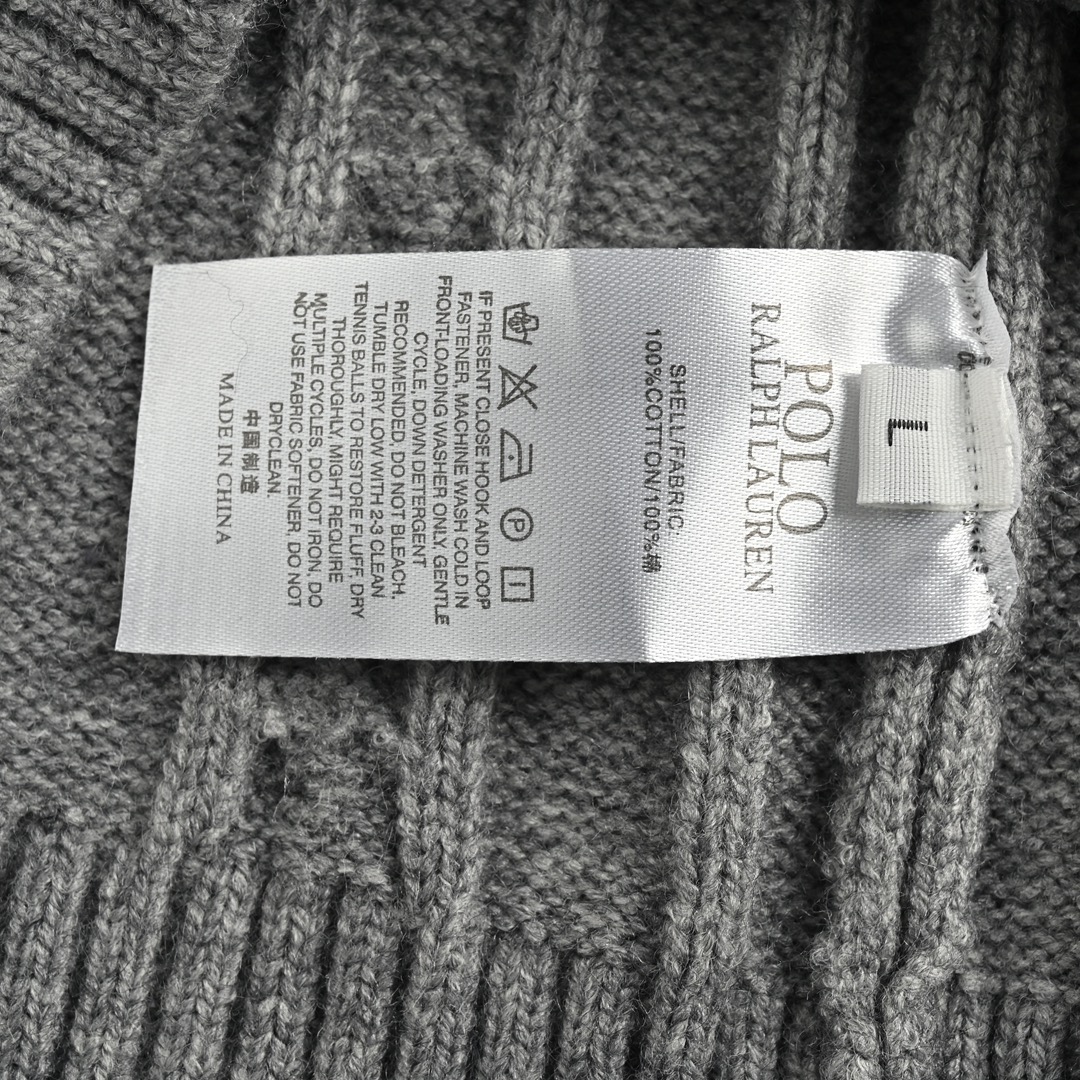 L
POLO
RALPH LAUREN
SHELL/FABRIC:
100%COTTON/100%棉
P
IF PRESENT CLOSE HOOK AND LOOP
FASTENER, MACHINE WASH COLD IN
FRONT-LOADING WASHER ONLY, GENTLE
CYCLE, DOWN DETERGENT
RECOMMENDED, DO NOT BLEACH.
TUMBLE DRY LOW WITH 2-3 CLEAN
TENNIS BALLS TO RESTORE FLUFF, DRY
THOROUGHLY, MIGHT REQUIRE
MULTIPLE CYCLES, DO NOT IRON, DO
NOT USE FABRIC SOFTENER, DO NOT
DRYCLEAN.
中国制造
MADE IN CHINA